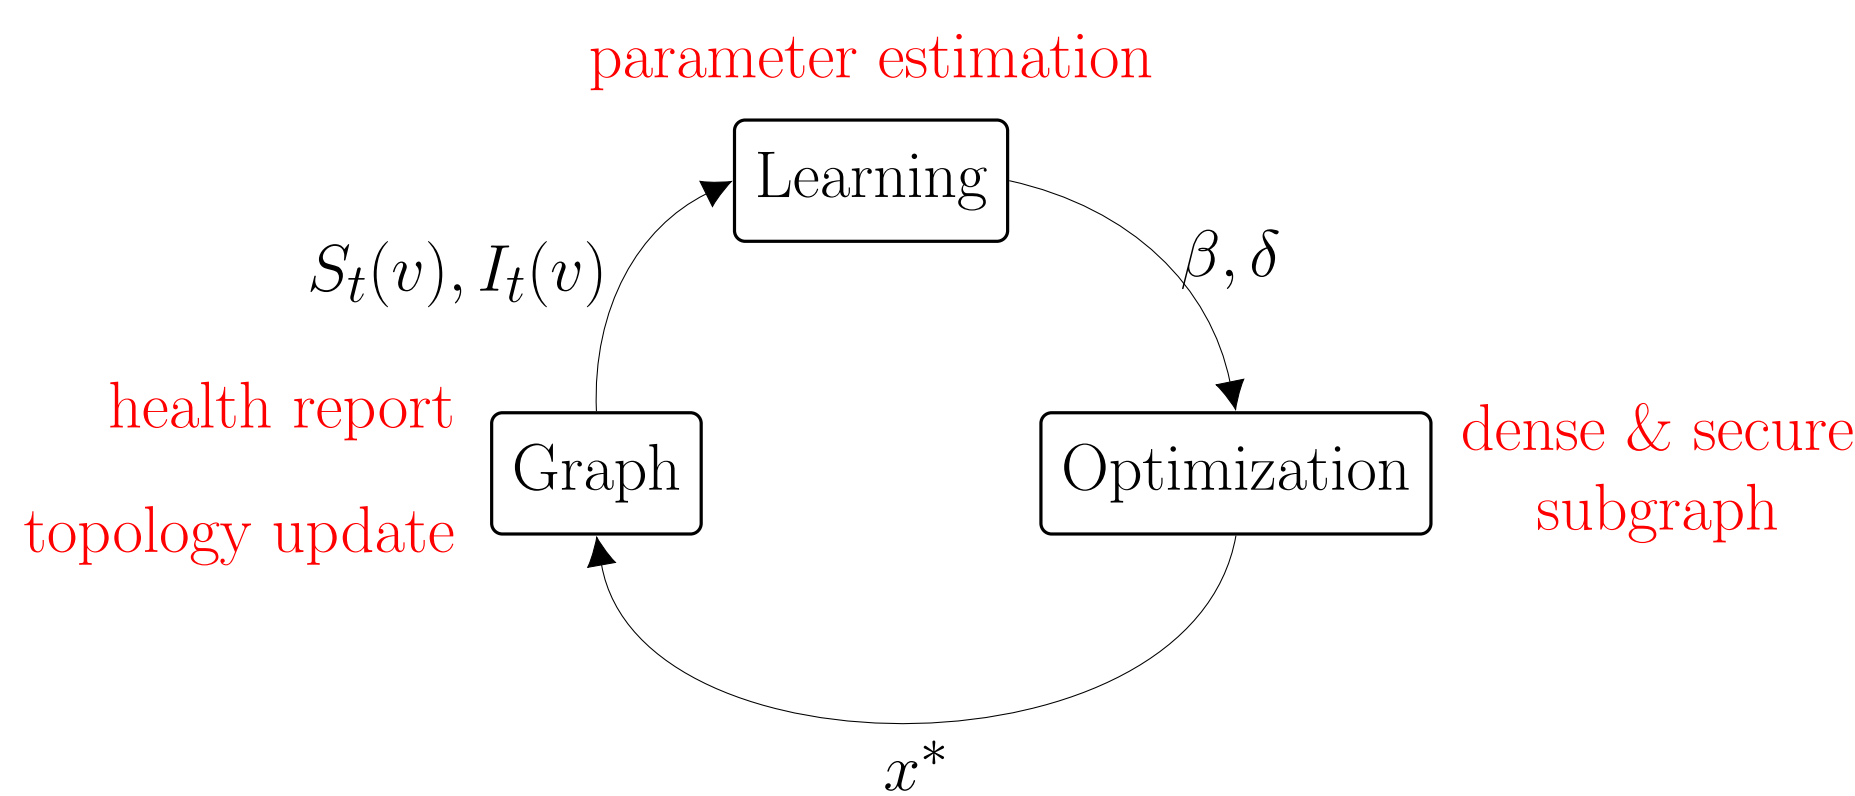 parameter estimation
Learning
S_t(v), I_t(v)
β, δ
health report
Graph
topology update
Optimization
dense & secure
subgraph
x*